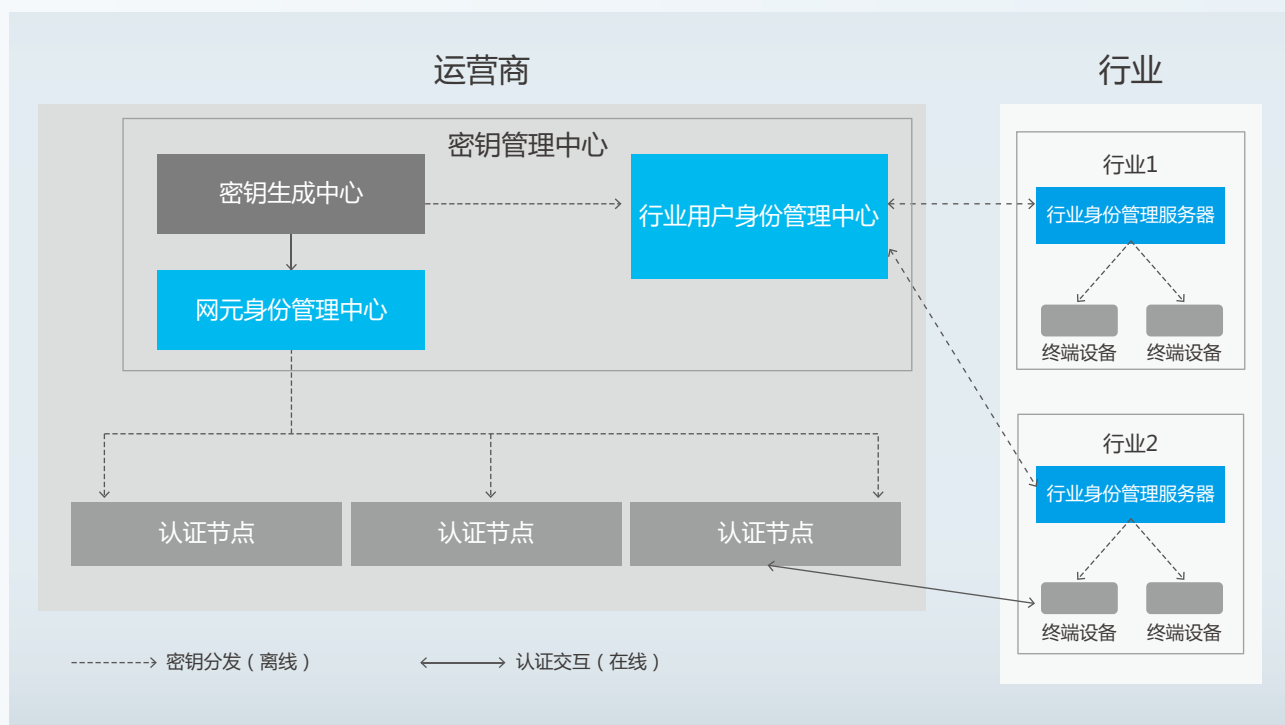 运营商
行业
密钥管理中心
密钥生成中心
行业用户身份管理中心
网元身份管理中心
认证节点
认证节点
认证节点
行业1
行业身份管理服务器
终端设备
终端设备
行业2
行业身份管理服务器
终端设备
终端设备
密钥分发(离线)
认证交互(在线)